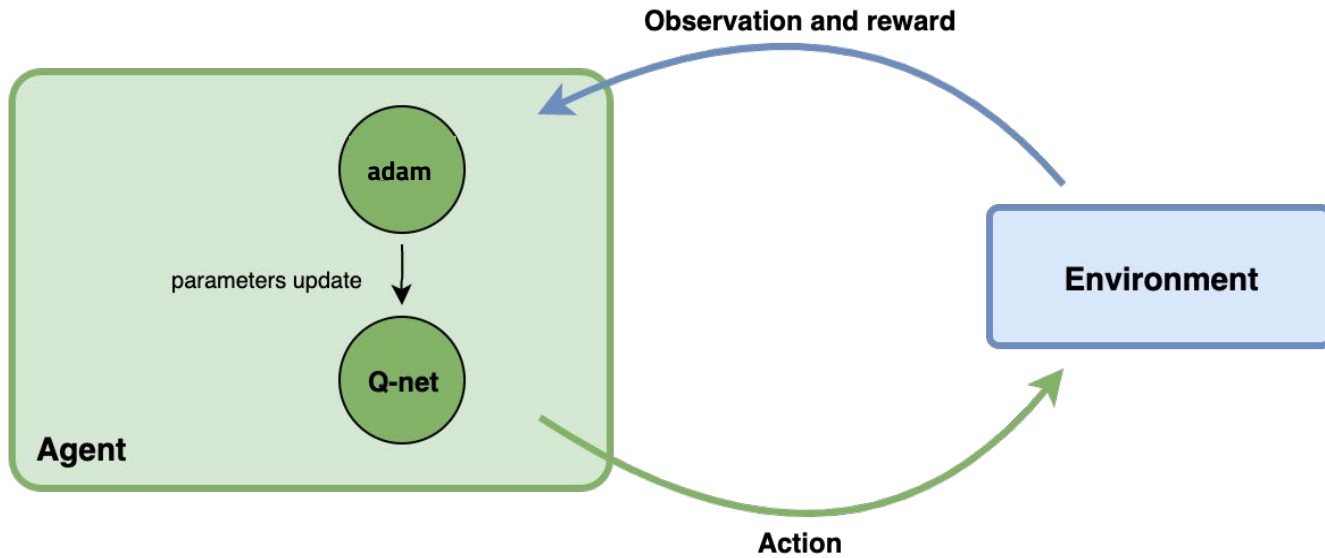 Observation and reward
adam
parameters update
Environment
Q-net
Agent
Action